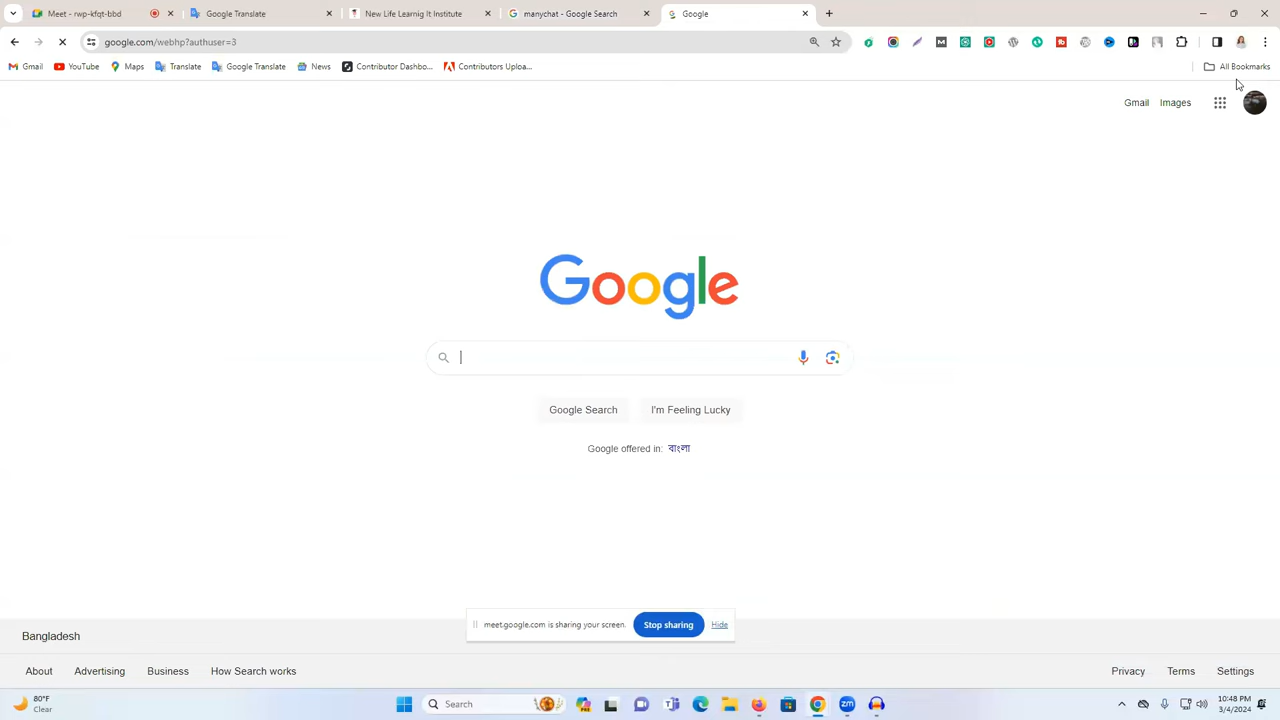 Meet - rwp-kfqt-bbd
Google Translate
New Life Learnig It Institute
manychat - Google Search
Google
google.com/webhp?authuser=3
Gmail
YouTube
Maps
Translate
Google Translate
News
Contributor Dashbo...
Contributors Uploa...
All Bookmarks
Gmail
Images
Google
Google Search
I'm Feeling Lucky
Google offered in: বাংলা
meet.google.com is sharing your screen.
Stop sharing
Hide
Bangladesh
About
Advertising
Business
How Search works
Privacy
Terms
Settings
80°F
Clear
Search
zm
10:48 PM
3/4/2024